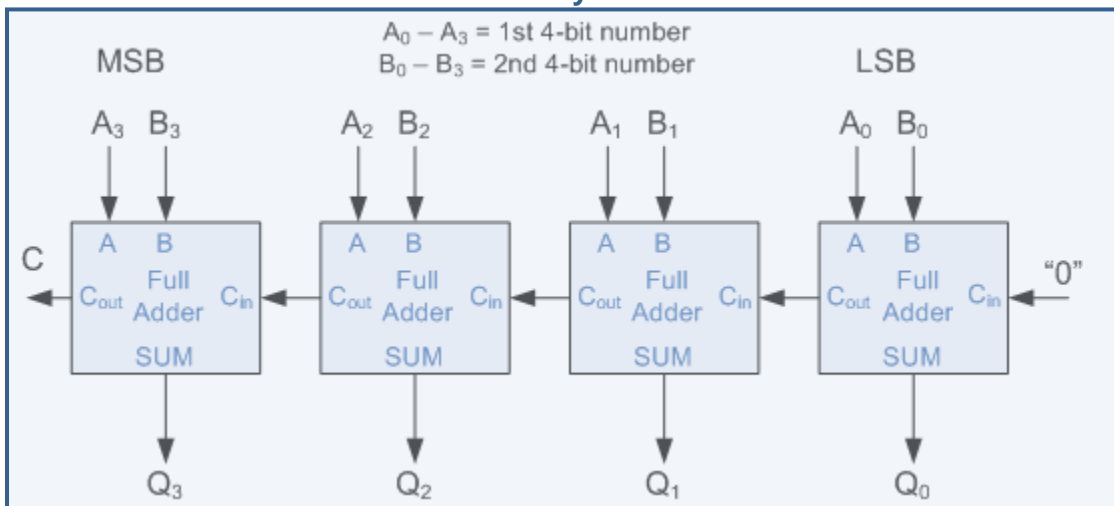 A₀ – A₃ = 1st 4-bit number
MSB B₀ – B₃ = 2nd 4-bit number LSB
A₃ B₃ A₂ B₂ A₁ B₁ A₀ B₀
A B A B A B A B
C Full Full Full Full "0"
Cout Cin Cout Cin Cout Cin Cout Cin
Adder Adder Adder Adder
SUM SUM SUM SUM
Q₃ Q₂ Q₁ Q₀